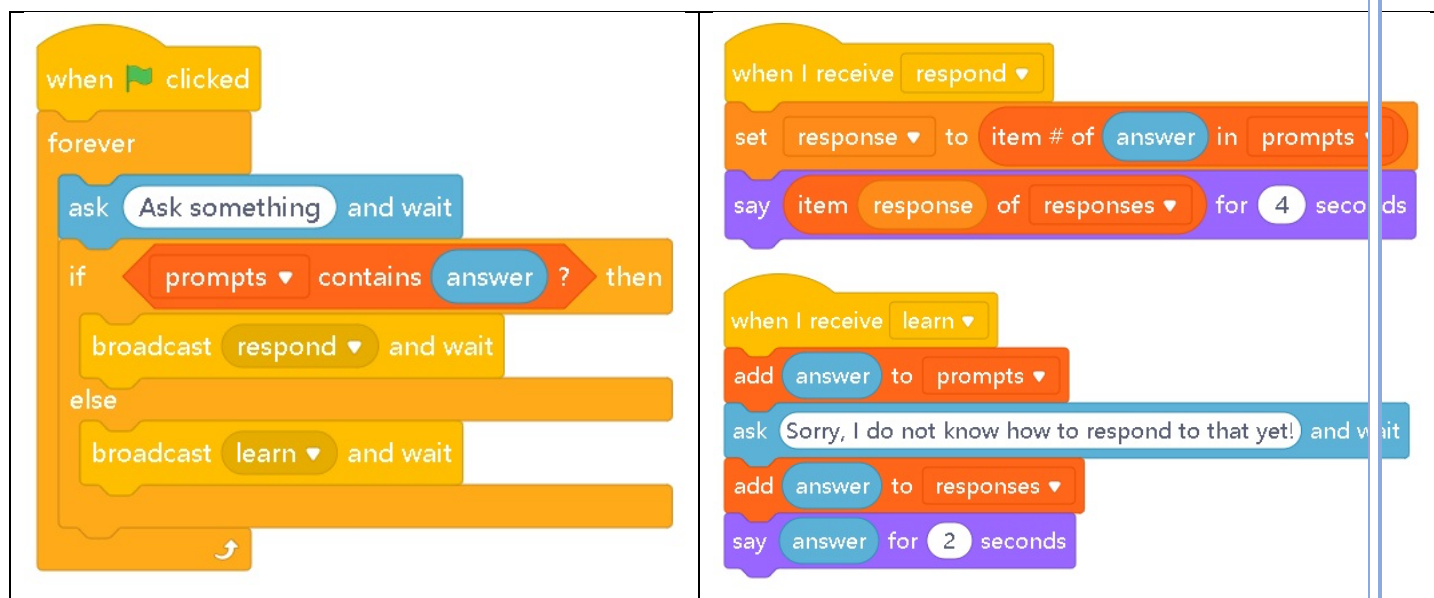 when clicked
forever
ask Ask something and wait
if prompts contains answer ? then
broadcast respond and wait
else
broadcast learn and wait
when I receive respond
set response to item # of answer in prompts
say item response of responses for 4 seconds
when I receive learn
add answer to prompts
ask Sorry, I do not know how to respond to that yet! and wait
add answer to responses
say answer for 2 seconds